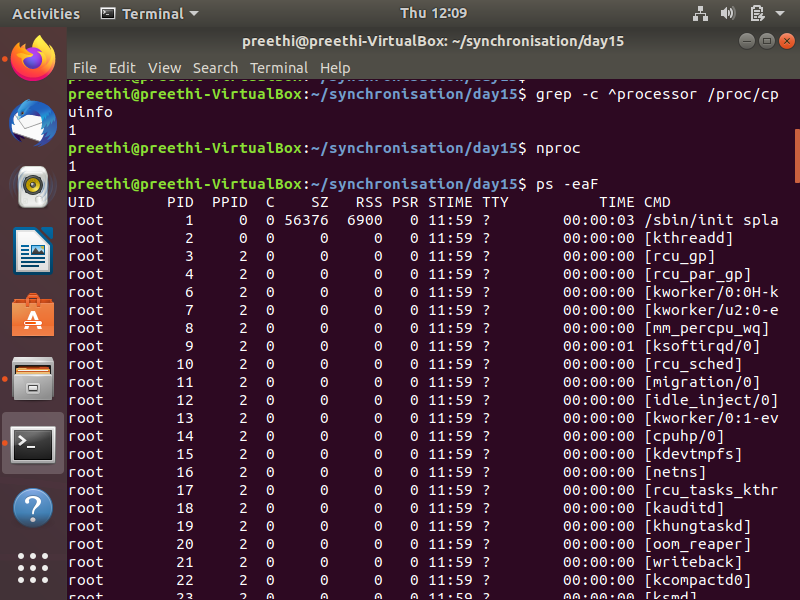 Activities Terminal Thu 12:09
preethi@preethi-VirtualBox: ~/synchronisation/day15
File Edit View Search Terminal Help
preethi@preethi-VirtualBox:~/synchronisation/day15$
preethi@preethi-VirtualBox:~/synchronisation/day15$ grep -c ^processor /proc/cp
uinfo
1
preethi@preethi-VirtualBox:~/synchronisation/day15$ nproc
1
preethi@preethi-VirtualBox:~/synchronisation/day15$ ps -eaF
UID PID PPID C SZ RSS PSR STIME TTY TIME CMD
root 1 0 0 56376 6900 0 11:59 ? 00:00:03 /sbin/init spla
root 2 0 0 0 0 0 11:59 ? 00:00:00 [kthreadd]
root 3 2 0 0 0 0 11:59 ? 00:00:00 [rcu_gp]
root 4 2 0 0 0 0 11:59 ? 00:00:00 [rcu_par_gp]
root 6 2 0 0 0 0 11:59 ? 00:00:00 [kworker/0:0H-k
root 7 2 0 0 0 0 11:59 ? 00:00:00 [kworker/u2:0-e
root 8 2 0 0 0 0 11:59 ? 00:00:00 [mm_percpu_wq]
root 9 2 0 0 0 0 11:59 ? 00:00:01 [ksoftirqd/0]
root 10 2 0 0 0 0 11:59 ? 00:00:00 [rcu_sched]
root 11 2 0 0 0 0 11:59 ? 00:00:00 [migration/0]
root 12 2 0 0 0 0 11:59 ? 00:00:00 [idle_inject/0]
root 13 2 0 0 0 0 11:59 ? 00:00:00 [kworker/0:1-ev
root 14 2 0 0 0 0 11:59 ? 00:00:00 [cpuhp/0]
root 15 2 0 0 0 0 11:59 ? 00:00:00 [kdevtmpfs]
root 16 2 0 0 0 0 11:59 ? 00:00:00 [netns]
root 17 2 0 0 0 0 11:59 ? 00:00:00 [rcu_tasks_kthr
root 18 2 0 0 0 0 11:59 ? 00:00:00 [kauditd]
root 19 2 0 0 0 0 11:59 ? 00:00:00 [khungtaskd]
root 20 2 0 0 0 0 11:59 ? 00:00:00 [oom_reaper]
root 21 2 0 0 0 0 11:59 ? 00:00:00 [writeback]
root 22 2 0 0 0 0 11:59 ? 00:00:00 [kcompactd0]
root 23 2 0 0 0 0 11:59 ? 00:00:00 [ksmd]